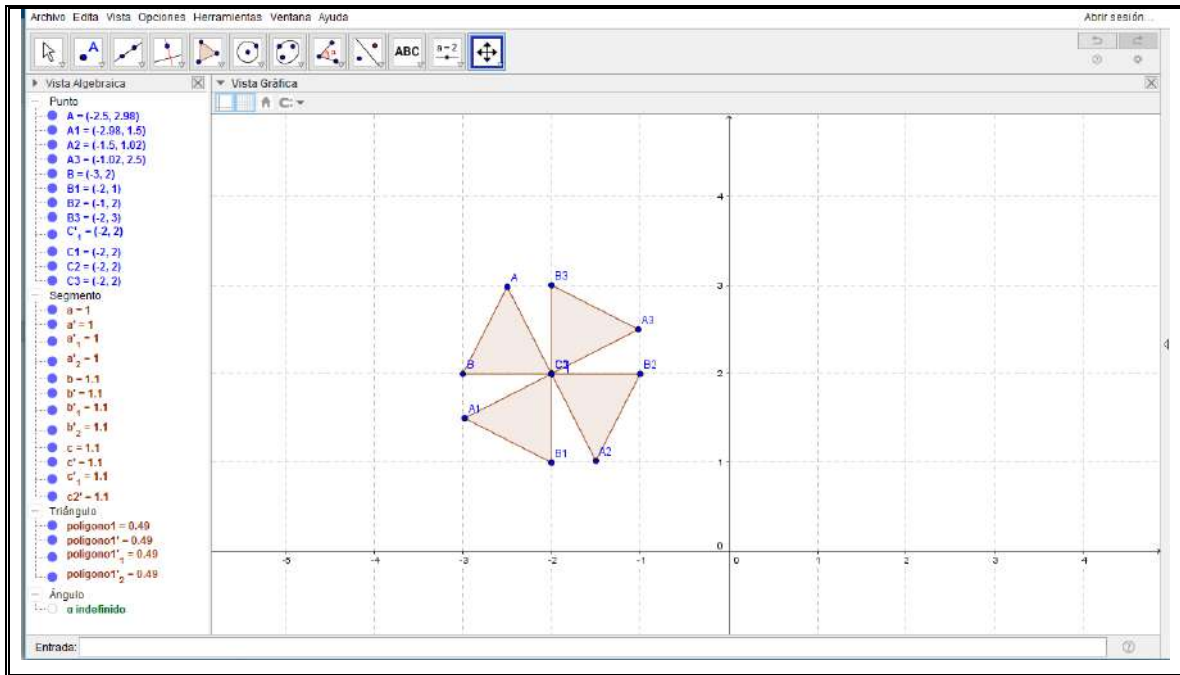 Archivo Edita Vista Opciones Herramientas Ventana Ayuda
Abrir sesión...
A
ABC
a=2
Vista Algebraica
Vista Gráfica
Punto
A = (-2.5, 2.98)
A1 = (-2.98, 1.5)
A2 = (-1.5, 1.02)
A3 = (-1.02, 2.5)
B = (-3, 2)
B1 = (-2, 1)
B2 = (-1, 2)
B3 = (-2, 3)
C'₁ = (-2, 2)
C1 = (-2, 2)
C2 = (-2, 2)
C3 = (-2, 2)
Segmento
a = 1
a' = 1
a'₁ = 1
a'₂ = 1
b = 1.1
b' = 1.1
b'₁ = 1.1
b'₂ = 1.1
c = 1.1
c' = 1.1
c'₁ = 1.1
c2' = 1.1
Triángulo
polígono1 = 0.49
polígono1' = 0.49
polígono1'₁ = 0.49
polígono1'₂ = 0.49
Ángulo
α indefinido
4
A B3
3
A3
B B2
2
A1
B1 A2
1
0
-5 -4 -3 -2 -1 0 1 2 3 4
Entrada: